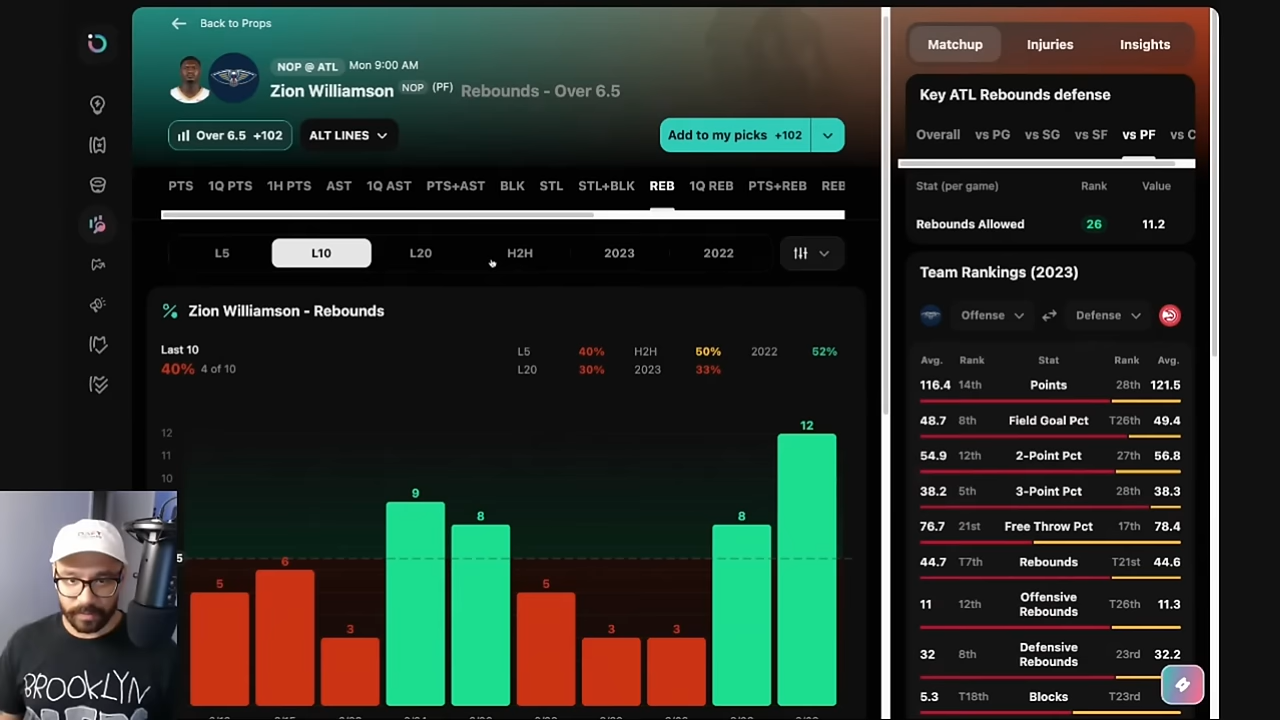 Back to Props
NOP @ ATL Mon 9:00 AM
Zion Williamson NOP (PF) Rebounds - Over 6.5
Over 6.5 +102 ALT LINES
Add to my picks +102
PTS 1Q PTS 1H PTS AST 1Q AST PTS+AST BLK STL STL+BLK REB 1Q REB PTS+REB REB
L5 L10 L20 H2H 2023 2022
Zion Williamson - Rebounds
Last 10
40% 4 of 10
L5 40% H2H 50% 2022 52%
L20 30% 2023 33%
12
11
10
5
5
6
3
9
8
5
3
3
8
12
BROOKLYN
Matchup Injuries Insights
Key ATL Rebounds defense
Overall vs PG vs SG vs SF vs PF vs C
Stat (per game) Rank Value
Rebounds Allowed 26 11.2
Team Rankings (2023)
Offense Defense
Avg. Rank Stat Rank Avg.
116.4 14th Points 28th 121.5
48.7 8th Field Goal Pct T26th 49.4
54.9 12th 2-Point Pct 27th 56.8
38.2 5th 3-Point Pct 28th 38.3
76.7 21st Free Throw Pct 17th 78.4
44.7 T7th Rebounds T21st 44.6
11 12th Offensive Rebounds T26th 11.3
32 8th Defensive Rebounds 23rd 32.2
5.3 T18th Blocks T23rd